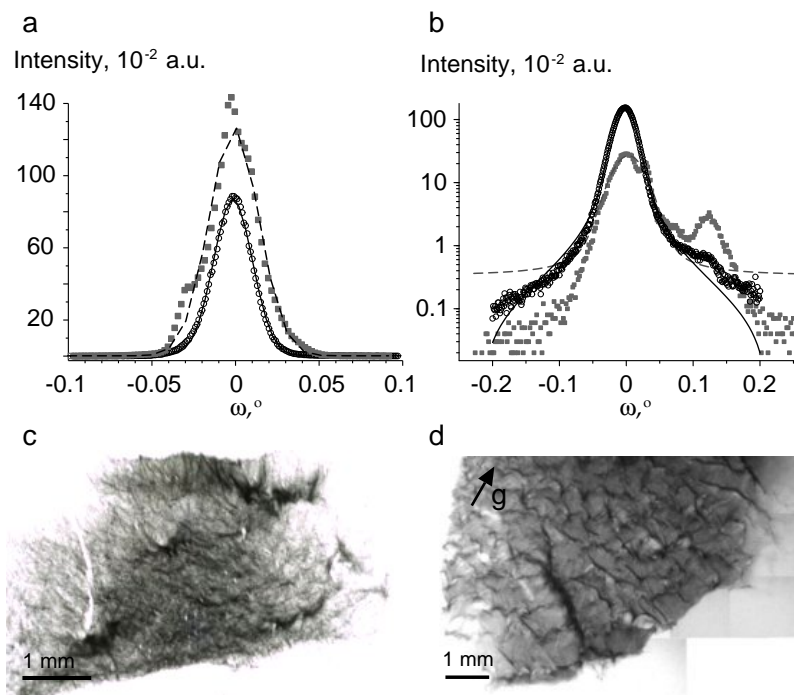 a
Intensity, 10⁻² a.u.
140
100
60
20
-0.1
-0.05
0
0.05
0.1
ω,°
b
Intensity, 10⁻² a.u.
100
10
1
0.1
-0.2
-0.1
0
0.1
0.2
ω,°
c
1 mm
d
g
1 mm